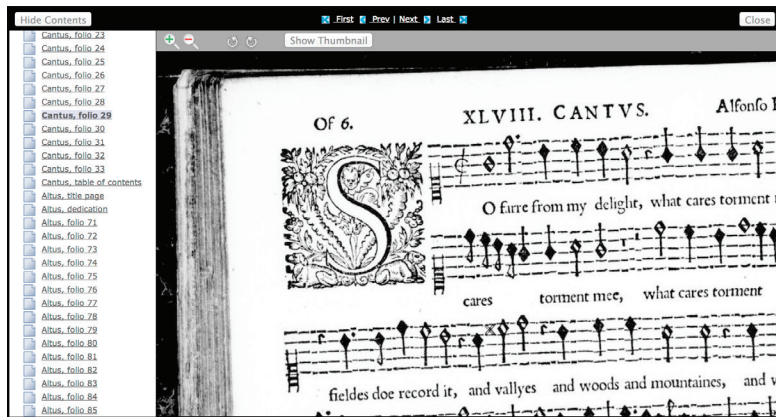 Hide Contents
First Prev | Next Last
Close
Cantus, folio 23
Cantus, folio 24
Cantus, folio 25
Cantus, folio 26
Cantus, folio 27
Cantus, folio 28
Cantus, folio 29
Cantus, folio 30
Cantus, folio 31
Cantus, folio 32
Cantus, folio 33
Cantus, table of contents
Altus, title page
Altus, dedication
Altus, folio 71
Altus, folio 72
Altus, folio 73
Altus, folio 74
Altus, folio 75
Altus, folio 76
Altus, folio 77
Altus, folio 78
Altus, folio 79
Altus, folio 80
Altus, folio 81
Altus, folio 82
Altus, folio 83
Altus, folio 84
Altus, folio 85
Show Thumbnail
Of 6. XLVIII. CANTVS. Alfonſo
S
O farre from my delight, what cares torment
cares torment mee, what cares torment
fieldes doe record it, and vallyes and woods and mountaines, and